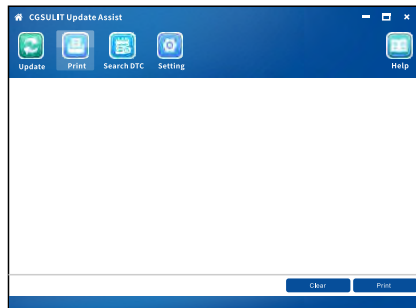 CGSULIT Update Assist
Update Print Search DTC Setting Help
Clear Print